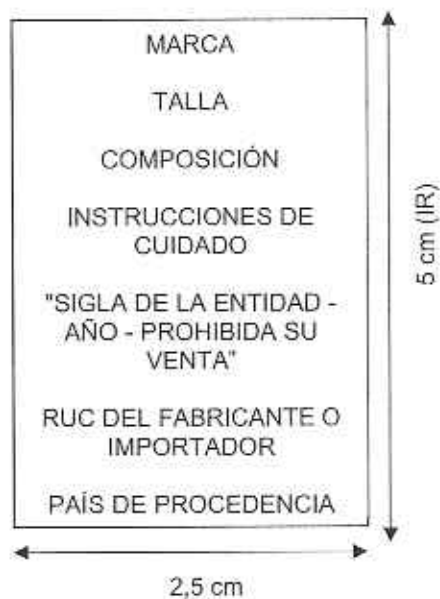 MARCA
TALLA
COMPOSICIÓN
INSTRUCCIONES DE
CUIDADO
"SIGLA DE LA ENTIDAD -
AÑO - PROHIBIDA SU
VENTA"
RUC DEL FABRICANTE O
IMPORTADOR
PAÍS DE PROCEDENCIA
5 cm (IR)
2,5 cm